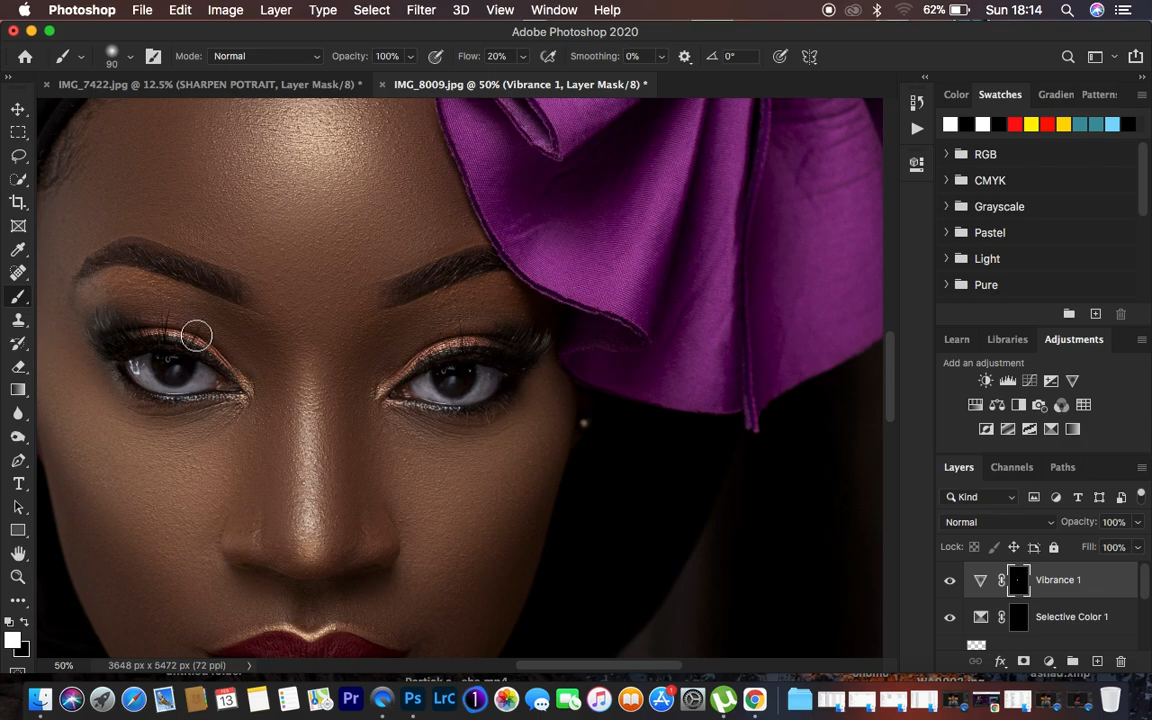 Photoshop File Edit Image Layer Type Select Filter 3D View Window Help 62% Sun 18:14
Adobe Photoshop 2020
90 Mode: Normal Opacity: 100% Flow: 20% Smoothing: 0% 0°
IMG_7422.jpg @ 12.5% (SHARPEN POTRAIT, Layer Mask/8) * IMG_8009.jpg @ 50% (Vibrance 1, Layer Mask/8) *
Color Swatches Gradien Pattern
RGB
CMYK
Grayscale
Pastel
Light
Pure
Learn Libraries Adjustments
Add an adjustment
Layers Channels Paths
Kind
Normal Opacity: 100%
Lock: Fill: 100%
Vibrance 1
Selective Color 1
50% 3648 px x 5472 px (72 ppi)